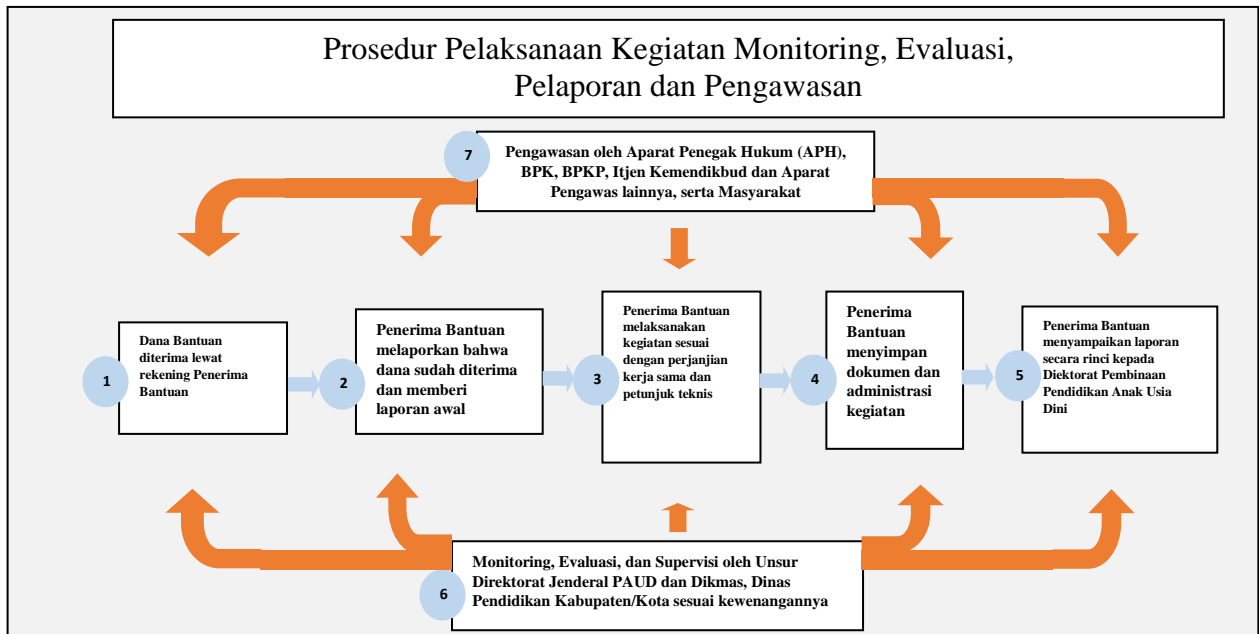 Prosedur Pelaksanaan Kegiatan Monitoring, Evaluasi,
Pelaporan dan Pengawasan
7
Pengawasan oleh Aparat Penegak Hukum (APH),
BPK, BPKP, Itjen Kemendikbud dan Aparat
Pengawas lainnya, serta Masyarakat
1
Dana Bantuan
diterima lewat
rekening Penerima
Bantuan
2
Penerima Bantuan
melaporkan bahwa
dana sudah diterima
dan memberi
laporan awal
3
Penerima Bantuan
melaksanakan
kegiatan sesuai
dengan perjanjian
kerja sama dan
petunjuk teknis
4
Penerima
Bantuan
menyimpan
dokumen dan
administrasi
kegiatan
5
Penerima Bantuan
menyampaikan laporan
secara rinci kepada
Diektorat Pembinaan
Pendidikan Anak Usia
Dini
6
Monitoring, Evaluasi, dan Supervisi oleh Unsur
Direktorat Jenderal PAUD dan Dikmas, Dinas
Pendidikan Kabupaten/Kota sesuai kewenangannya